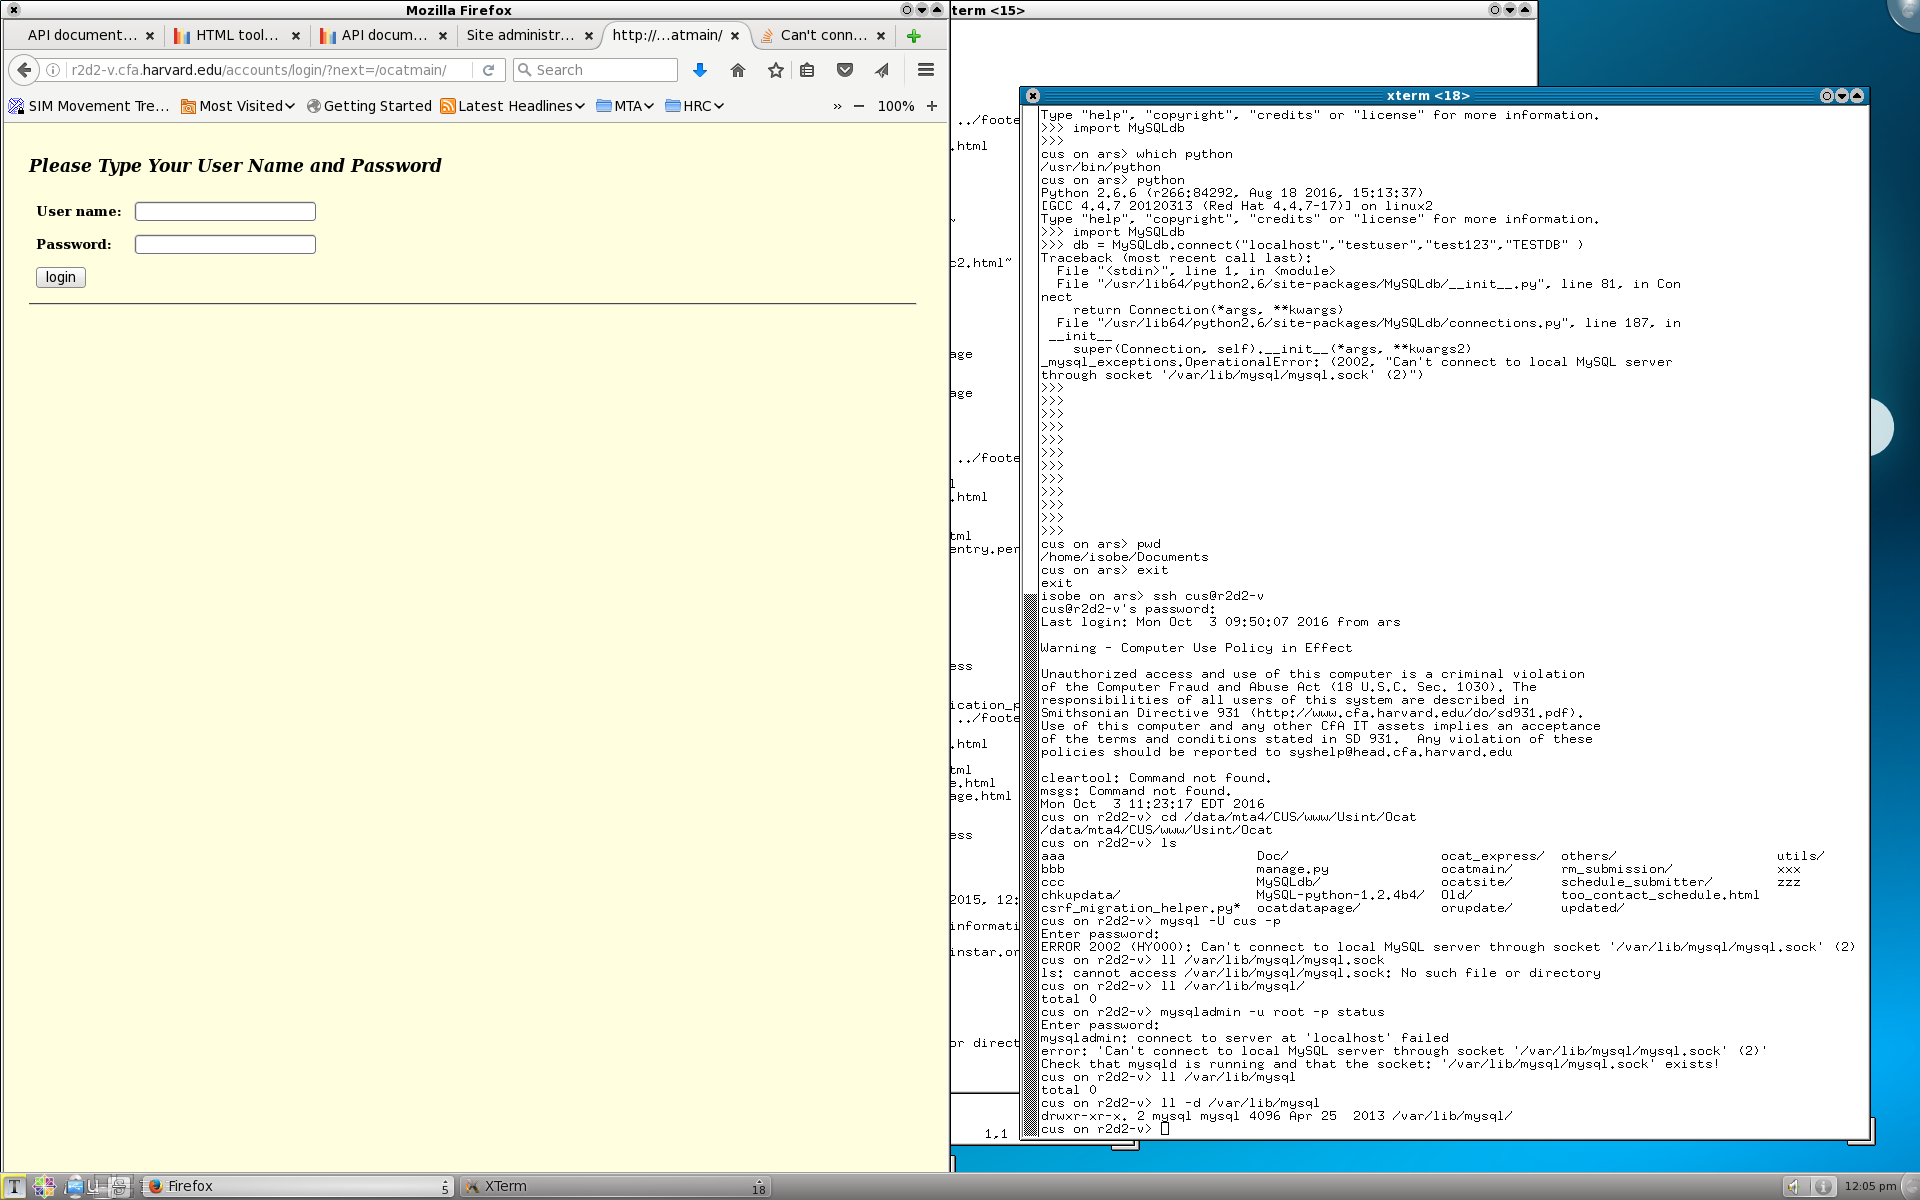 Mozilla Firefox
API document...
HTML tool...
API docum...
Site administr...
http://...atmain/
Can't conn...
r2d2-v.cfa.harvard.edu/accounts/login/?next=/ocatmain/
Search
SIM Movement Tre...
Most Visited
Getting Started
Latest Headlines
MTA
HRC
»
100%
Please Type Your User Name and Password
User name:
Password:
login
term <15>
../foote
.html
~
c2.html~
age
age
../foote
l
.html
tml
entry.per
ess
ication_p
../foote
.html
tml
e.html
age.html
ess
2015, 12:
informati
instar.or
or direct
1,1
xterm <18>
Type "help", "copyright", "credits" or "license" for more information.
>>> import MySQLdb
>>>
cus on ars> which python
/usr/bin/python
cus on ars> python
Python 2.6.6 (r266:84292, Aug 18 2016, 15:13:37)
[GCC 4.4.7 20120313 (Red Hat 4.4.7-17)] on linux2
Type "help", "copyright", "credits" or "license" for more information.
>>> import MySQLdb
>>> db = MySQLdb.connect("localhost","testuser","test123","TESTDB" )
Traceback (most recent call last):
  File "<stdin>", line 1, in <module>
  File "/usr/lib64/python2.6/site-packages/MySQLdb/__init__.py", line 81, in Con
nect
    return Connection(*args, **kwargs)
  File "/usr/lib64/python2.6/site-packages/MySQLdb/connections.py", line 187, in
 __init__
    super(Connection, self).__init__(*args, **kwargs2)
_mysql_exceptions.OperationalError: (2002, "Can't connect to local MySQL server
through socket '/var/lib/mysql/mysql.sock' (2)")
>>>
>>>
>>>
>>>
>>>
>>>
>>>
>>>
>>>
>>>
>>>
>>>
cus on ars> pwd
/home/isobe/Documents
cus on ars> exit
exit
isobe on ars> ssh cus@r2d2-v
cus@r2d2-v's password:
Last login: Mon Oct  3 09:50:07 2016 from ars
Warning - Computer Use Policy in Effect
Unauthorized access and use of this computer is a criminal violation
of the Computer Fraud and Abuse Act (18 U.S.C. Sec. 1030). The
responsibilities of all users of this system are described in
Smithsonian Directive 931 (http://www.cfa.harvard.edu/do/sd931.pdf).
Use of this computer and any other CfA IT assets implies an acceptance
of the terms and conditions stated in SD 931.  Any violation of these
policies should be reported to syshelp@head.cfa.harvard.edu
cleartool: Command not found.
msgs: Command not found.
Mon Oct  3 11:23:17 EDT 2016
cus on r2d2-v> cd /data/mta4/CUS/www/Usint/Ocat
/data/mta4/CUS/www/Usint/Ocat
cus on r2d2-v> ls
aaa Doc/ ocat_express/ others/ utils/
bbb manage.py ocatmain/ rm_submission/ xxx
ccc MySQLdb/ ocatsite/ schedule_submitter/ zzz
chkupdata/ MySQL-python-1.2.4b4/ Old/ too_contact_schedule.html
csrf_migration_helper.py* ocatdatapage/ orupdate/ updated/
cus on r2d2-v> mysql -U cus -p
Enter password:
ERROR 2002 (HY000): Can't connect to local MySQL server through socket '/var/lib/mysql/mysql.sock' (2)
cus on r2d2-v> ll /var/lib/mysql/mysql.sock
ls: cannot access /var/lib/mysql/mysql.sock: No such file or directory
cus on r2d2-v> ll /var/lib/mysql/
total 0
cus on r2d2-v> mysqladmin -u root -p status
Enter password:
mysqladmin: connect to server at 'localhost' failed
error: 'Can't connect to local MySQL server through socket '/var/lib/mysql/mysql.sock' (2)'
Check that mysqld is running and that the socket: '/var/lib/mysql/mysql.sock' exists!
cus on r2d2-v> ll /var/lib/mysql
total 0
cus on r2d2-v> ll -d /var/lib/mysql
drwxr-xr-x. 2 mysql mysql 4096 Apr 25  2013 /var/lib/mysql/
cus on r2d2-v>
T
Firefox
5
XTerm
18
12:05 pm